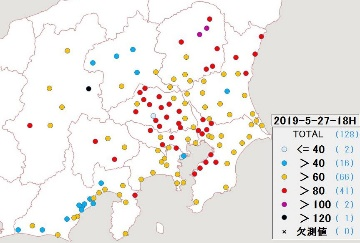 2019-5-27-18H
TOTAL (128)
<= 40 ( 2)
> 40 ( 16)
> 60 ( 66)
> 80 ( 41)
> 100 ( 2)
> 120 ( 1)
× 欠測値 ( 0)